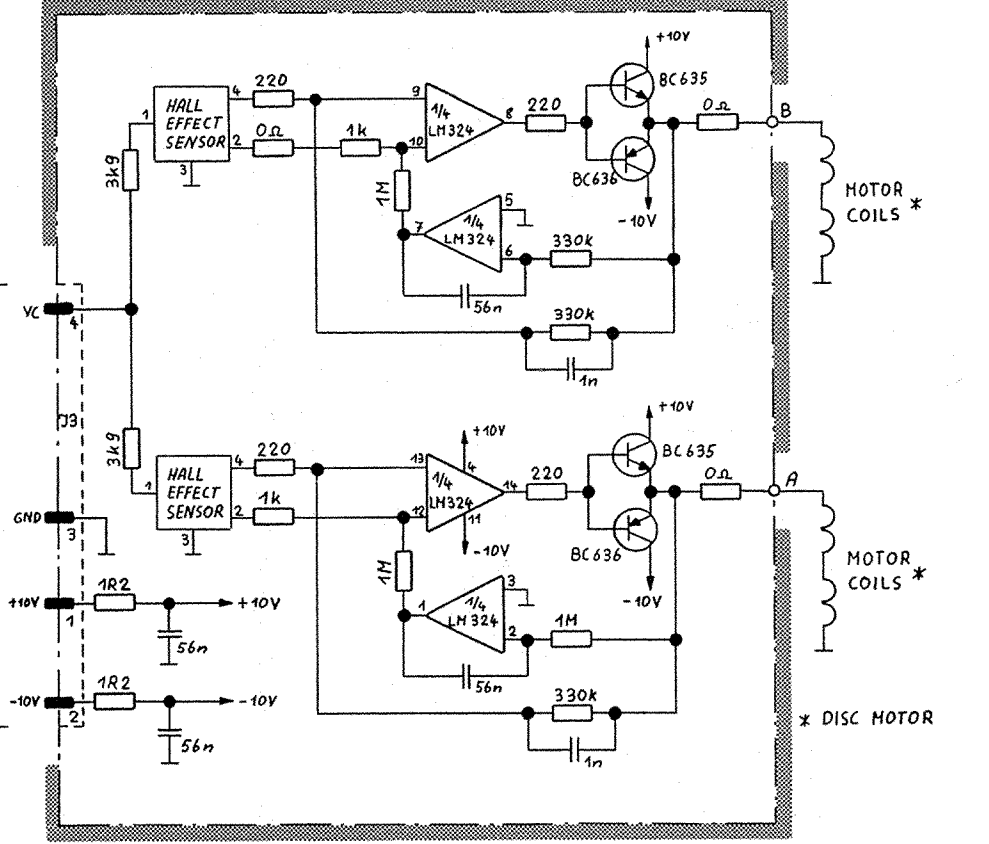 +10V
220
4
9
8C635
HALL
EFFECT
SENSOR
1
1/4
LM324
8
220
0Ω
B
0Ω
1k
2
10
3
BC636
3k9
1M
-10V
MOTOR
COILS *
5
7
1/4
LM324
6
330k
56n
VC
4
330k
1n
J3
+10V
3k9
220
4
13
4
BC635
HALL
EFFECT
SENSOR
1
1/4
LM324
14
220
0Ω
A
1k
2
12
11
GND
3
3
-10V
BC636
MOTOR
COILS *
1M
3
-10V
1R2
+10V
+10V
1
1
1/4
LM324
2
1M
56n
56n
1R2
-10V
-10V
2
330k
* DISC MOTOR
56n
1n